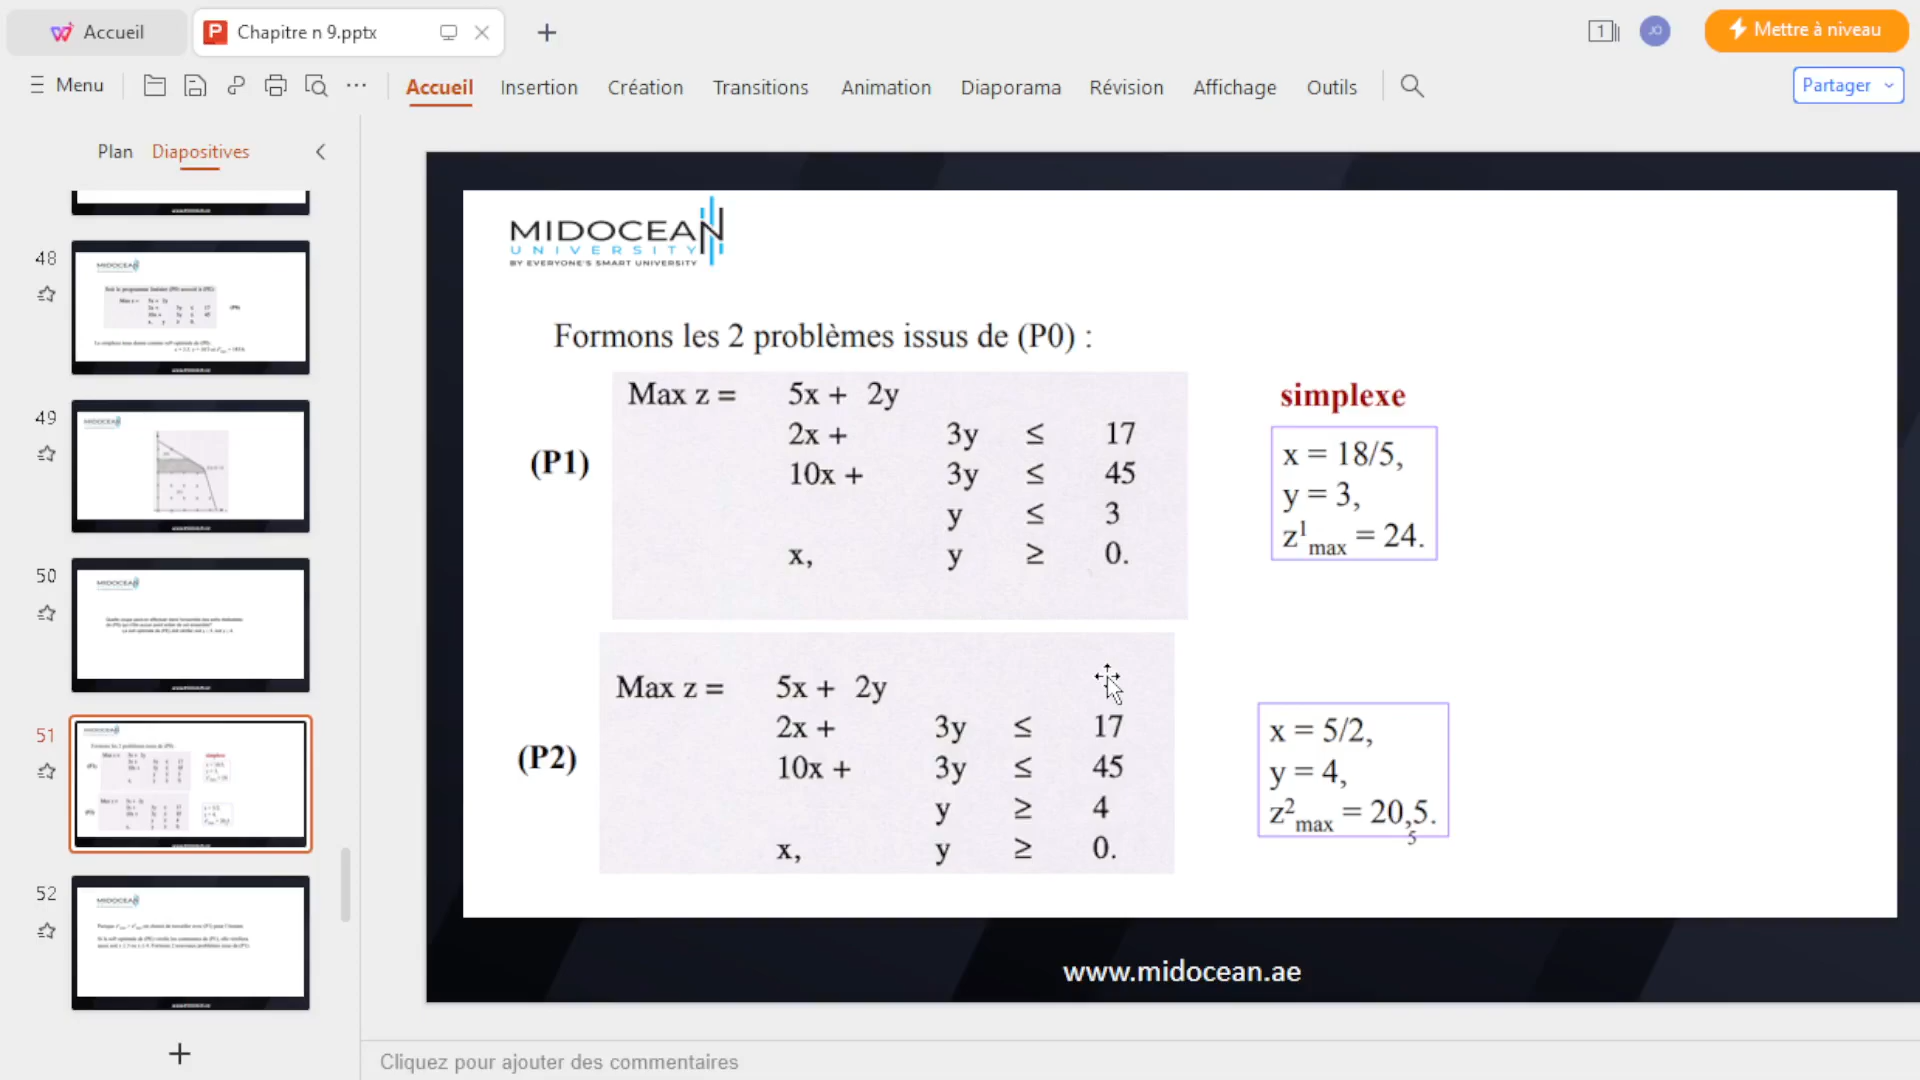 Accueil
Chapitre n 9.pptx
1
JO
Mettre à niveau
Menu
Accueil
Insertion
Création
Transitions
Animation
Diaporama
Révision
Affichage
Outils
Partager
Plan
Diapositives
48
49
50
51
52
MIDOCEAN
UNIVERSITY
BY EVERYONE'S SMART UNIVERSITY
Formons les 2 problèmes issus de (P0) :
(P1)
Max z = 5x + 2y
2x + 3y ≤ 17
10x + 3y ≤ 45
y ≤ 3
x, y ≥ 0.
simplexe
x = 18/5,
y = 3,
z¹max = 24.
(P2)
Max z = 5x + 2y
2x + 3y ≤ 17
10x + 3y ≤ 45
y ≥ 4
x, y ≥ 0.
x = 5/2,
y = 4,
z²max = 20,5.
5
www.midocean.ae
Cliquez pour ajouter des commentaires